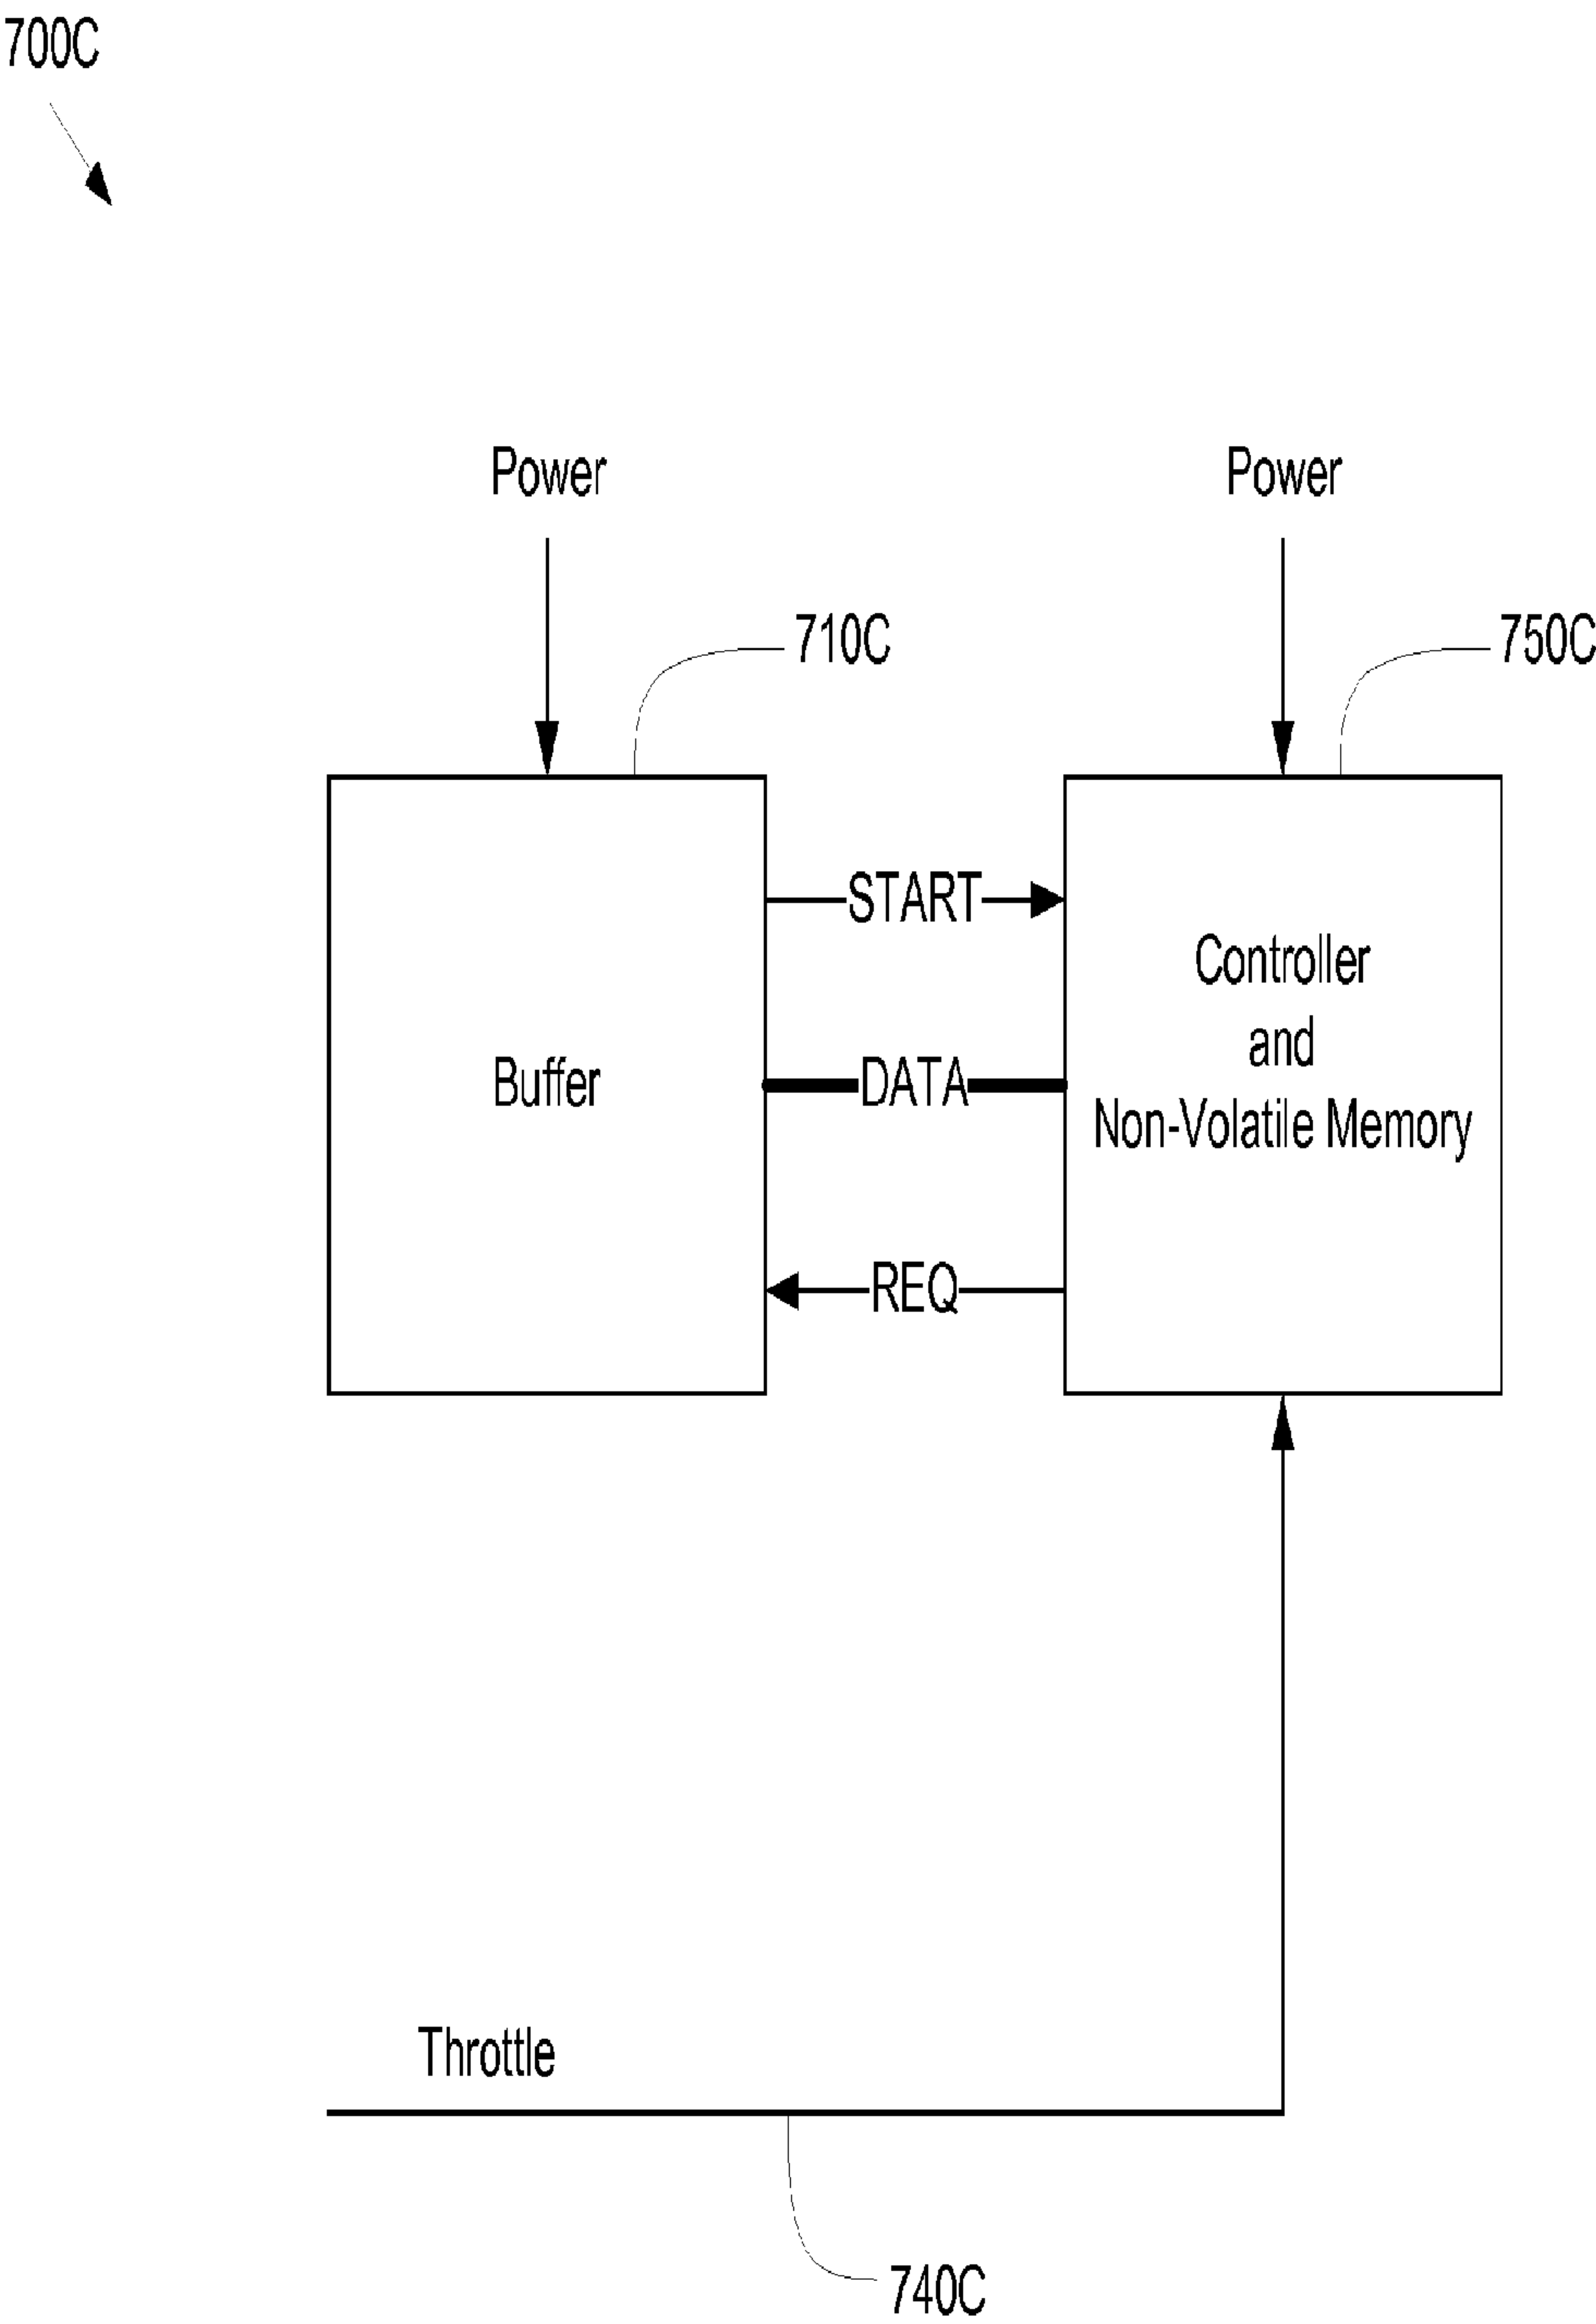 700C
Power
Power
710C
750C
START
Controller
and
Non-Volatile Memory
Buffer
DATA
REQ
Throttle
740C